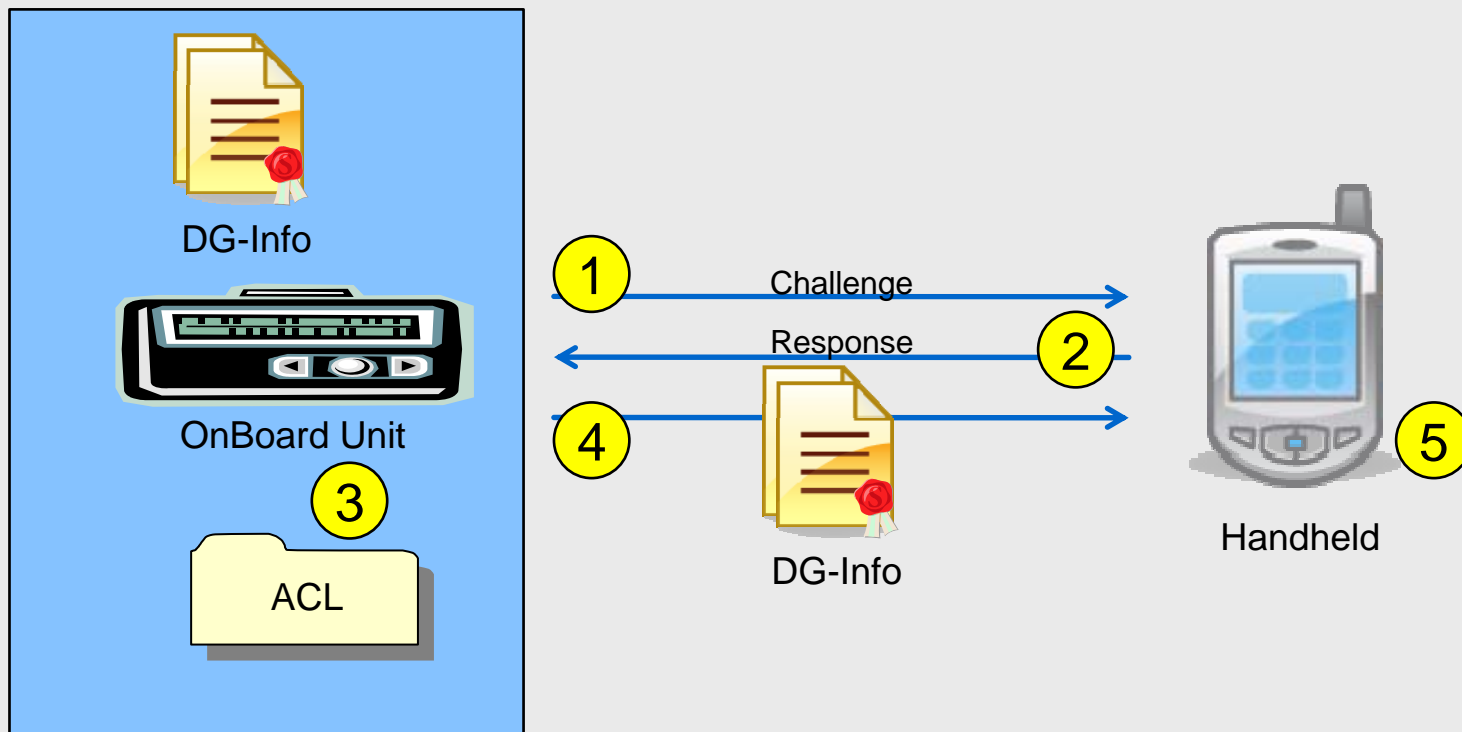 DG-Info
1
Challenge
Response
2
OnBoard Unit
4
5
3
Handheld
DG-Info
ACL